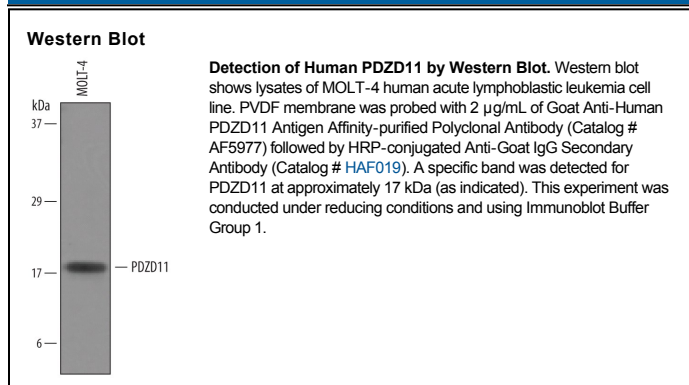 Western Blot
MOLT-4
kDa
37
29
17
6
PDZD11
Detection of Human PDZD11 by Western Blot. Western blot
shows lysates of MOLT-4 human acute lymphoblastic leukemia cell
line. PVDF membrane was probed with 2 µg/mL of Goat Anti-Human
PDZD11 Antigen Affinity-purified Polyclonal Antibody (Catalog #
AF5977) followed by HRP-conjugated Anti-Goat IgG Secondary
Antibody (Catalog # HAF019). A specific band was detected for
PDZD11 at approximately 17 kDa (as indicated). This experiment was
conducted under reducing conditions and using Immunoblot Buffer
Group 1.